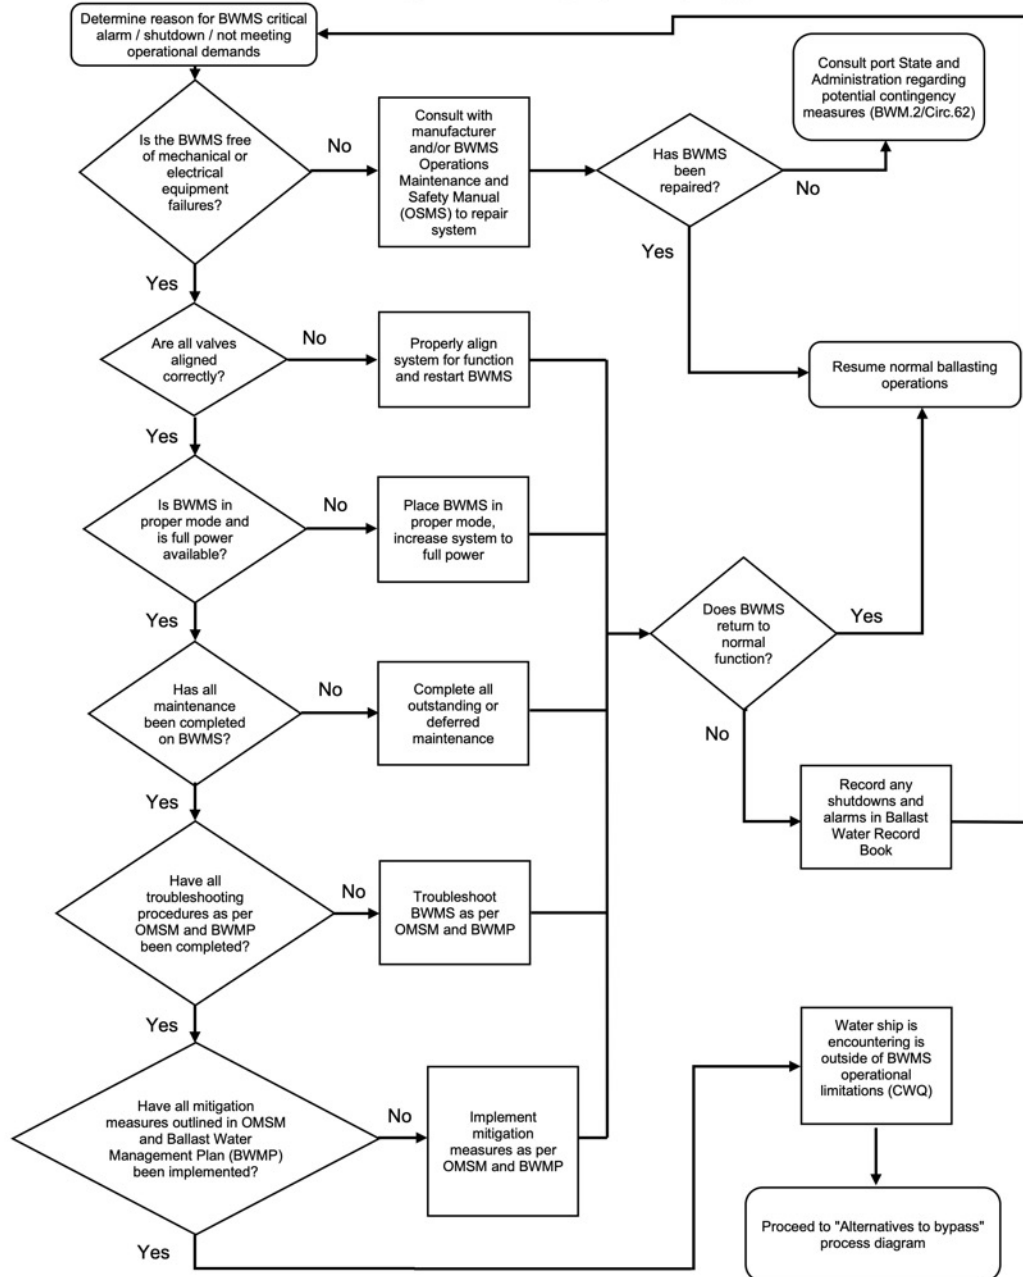 Determine reason for BWMS critical
alarm / shutdown / not meeting
operational demands
Consult port State and
Administration regarding
potential contingency
measures (BWM.2/Circ.62)
Is the BWMS free
of mechanical or
electrical
equipment
failures?
No
Consult with
manufacturer
and/or BWMS
Operations
Maintenance and
Safety Manual
(OSMS) to repair
system
Has BWMS
been
repaired?
No
Yes
Yes
Are all valves
aligned
correctly?
No
Properly align
system for function
and restart BWMS
Resume normal ballasting
operations
Yes
Is BWMS in
proper mode and
is full power
available?
No
Place BWMS in
proper mode,
increase system to
full power
Does BWMS
return to
normal
function?
Yes
No
Yes
Has all
maintenance
been completed
on BWMS?
No
Complete all
outstanding or
deferred
maintenance
Record any
shutdowns and
alarms in Ballast
Water Record
Book
Yes
Have all
troubleshooting
procedures as per
OMSM and BWMP
been completed?
No
Troubleshoot
BWMS as per
OMSM and BWMP
Yes
Have all mitigation
measures outlined in OMSM
and Ballast Water
Management Plan (BWMP)
been implemented?
No
Implement
mitigation
measures as per
OMSM and BWMP
Water ship is
encountering is
outside of BWMS
operational
limitations (CWQ)
Yes
Proceed to "Alternatives to bypass"
process diagram